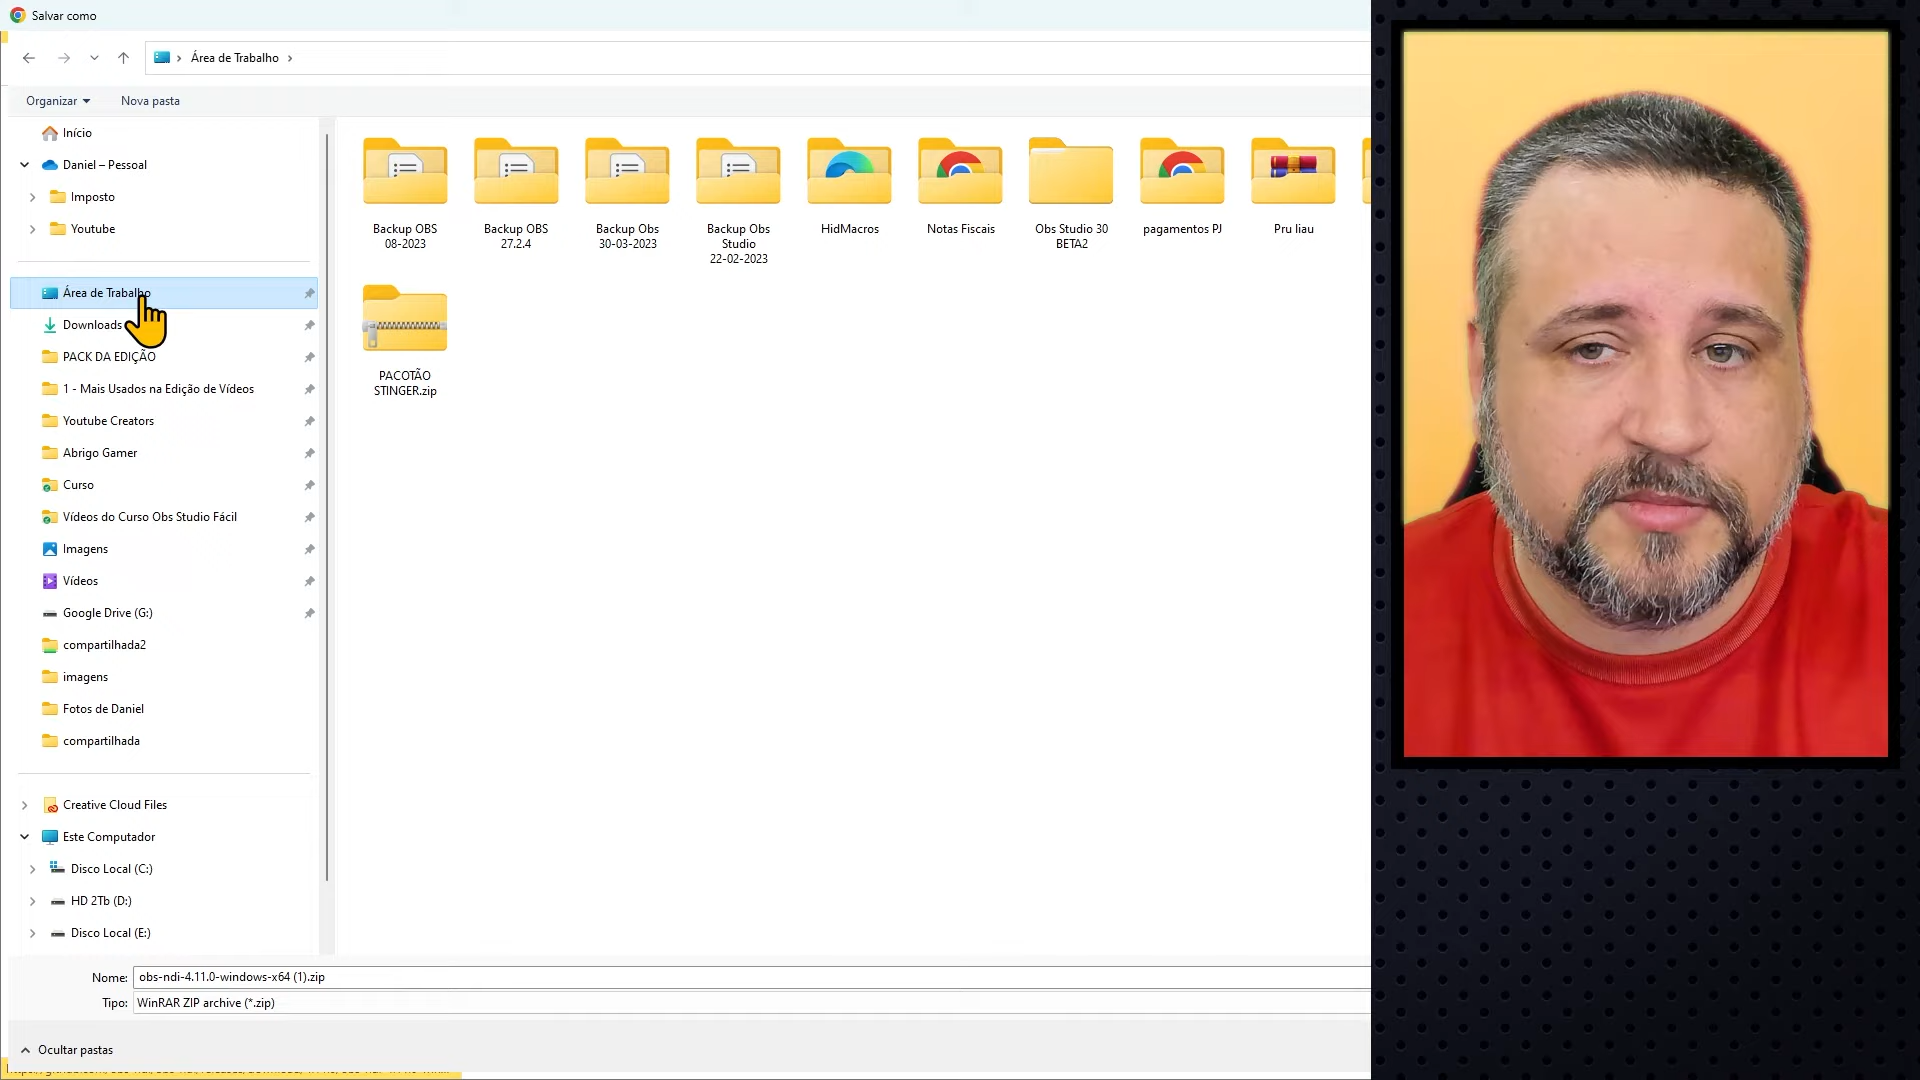 Salvar como
Área de Trabalho
Organizar
Nova pasta
Início
Daniel – Pessoal
Imposto
Youtube
Área de Trabalho
Downloads
PACK DA EDIÇÃO
1 - Mais Usados na Edição de Vídeos
Youtube Creators
Abrigo Gamer
Curso
Vídeos do Curso Obs Studio Fácil
Imagens
Vídeos
Google Drive (G:)
compartilhada2
imagens
Fotos de Daniel
compartilhada
Creative Cloud Files
Este Computador
Disco Local (C:)
HD 2Tb (D:)
Disco Local (E:)
Backup OBS
08-2023
Backup OBS
27.2.4
Backup Obs
30-03-2023
Backup Obs
Studio
22-02-2023
HidMacros
Notas Fiscais
Obs Studio 30
BETA2
pagamentos PJ
Pru liau
PACOTÃO
STINGER.zip
Nome: obs-ndi-4.11.0-windows-x64 (1).zip
Tipo: WinRAR ZIP archive (*.zip)
Ocultar pastas